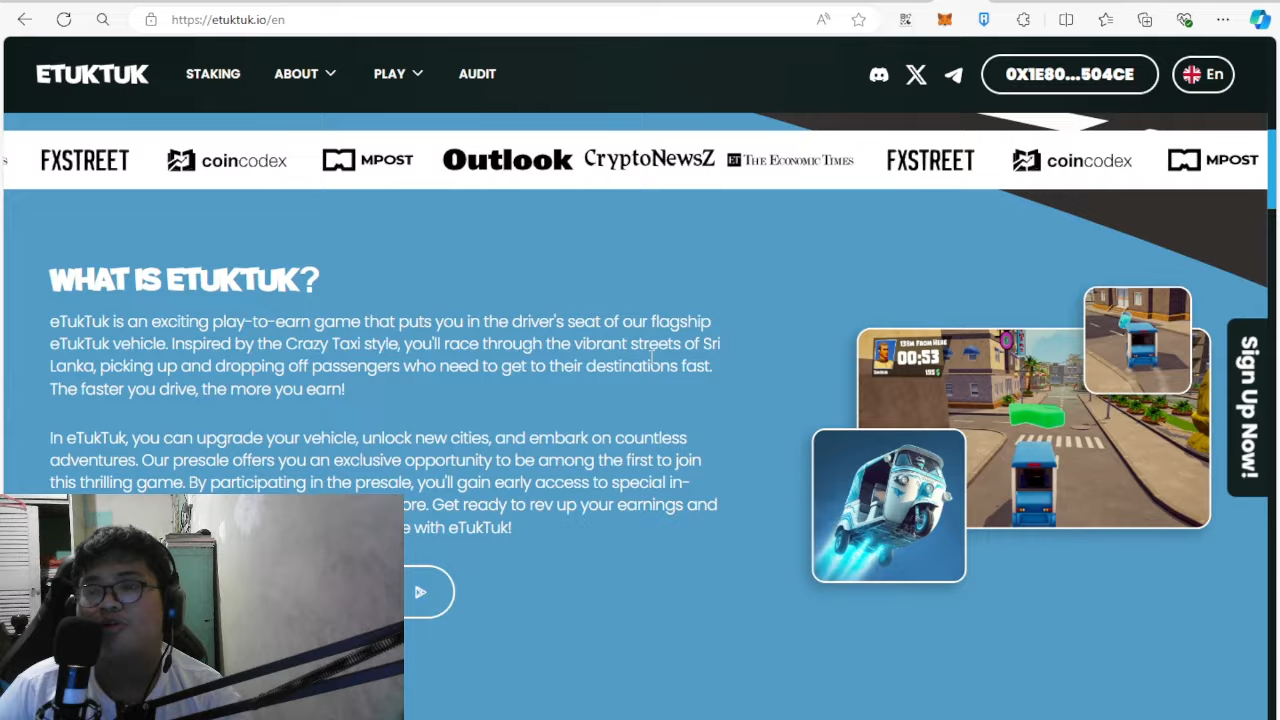 https://etuktuk.io/en
ETUKTUK STAKING ABOUT PLAY AUDIT 0X1E80...504CE En
s FXSTREET coincodex MPOST Outlook CryptoNewsZ ET THE ECONOMIC TIMES FXSTREET coincodex MPOST
WHAT IS ETUKTUK?
eTukTuk is an exciting play-to-earn game that puts you in the driver's seat of our flagship
eTukTuk vehicle. Inspired by the Crazy Taxi style, you'll race through the vibrant streets of Sri
Lanka, picking up and dropping off passengers who need to get to their destinations fast.
The faster you drive, the more you earn!
In eTukTuk, you can upgrade your vehicle, unlock new cities, and embark on countless
adventures. Our presale offers you an exclusive opportunity to be among the first to join
this thrilling game. By participating in the presale, you'll gain early access to special in-
ore. Get ready to rev up your earnings and
e with eTukTuk!
135M FROM HERE
00:53
Sign Up Now!